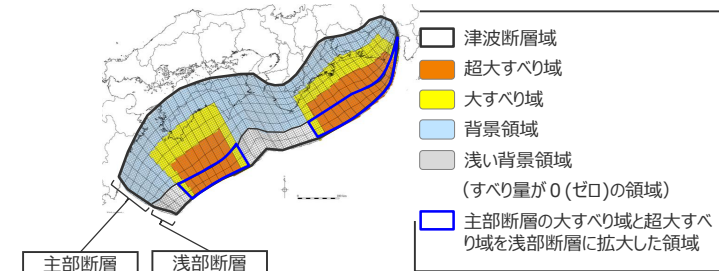 津波断層域
超大すべり域
大すべり域
背景領域
浅い背景領域
(すべり量が０(ゼロ)の領域)
主部断層の大すべり域と超大すべ
り域を浅部断層に拡大した領域
主部断層
浅部断層